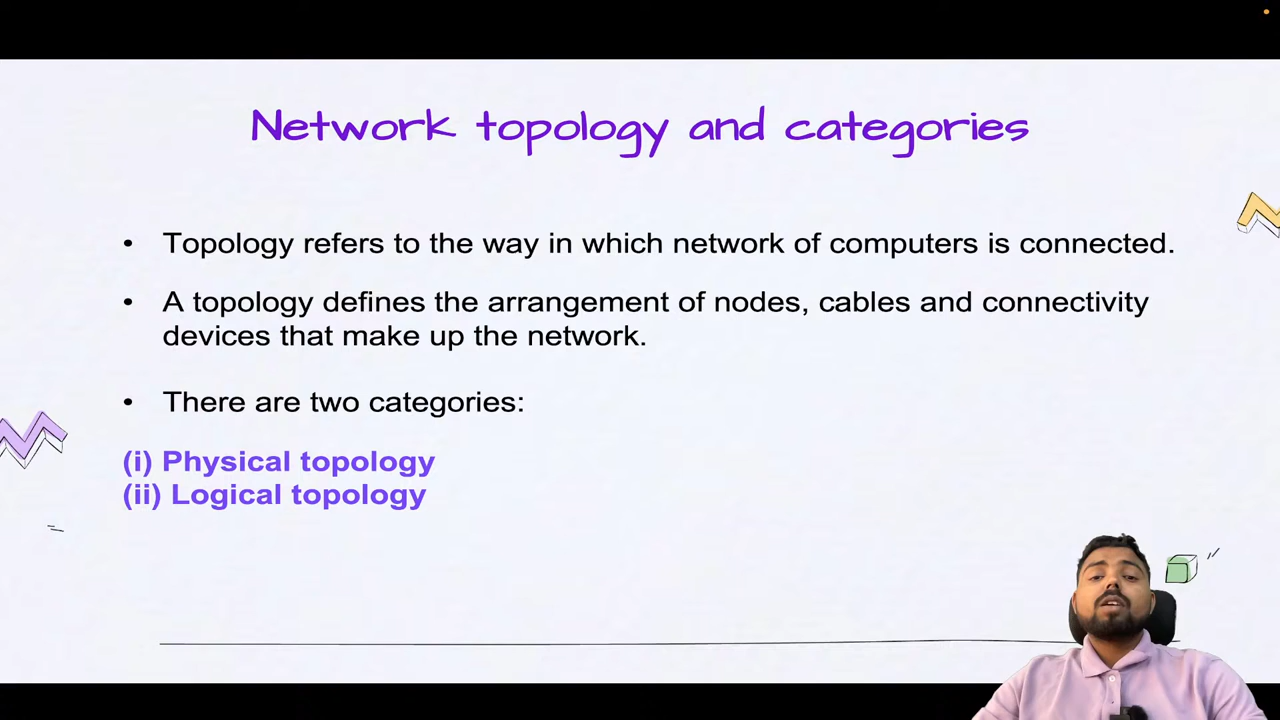 Network topology and categories
• Topology refers to the way in which network of computers is connected.
• A topology defines the arrangement of nodes, cables and connectivity
devices that make up the network.
• There are two categories:
(i) Physical topology
(ii) Logical topology